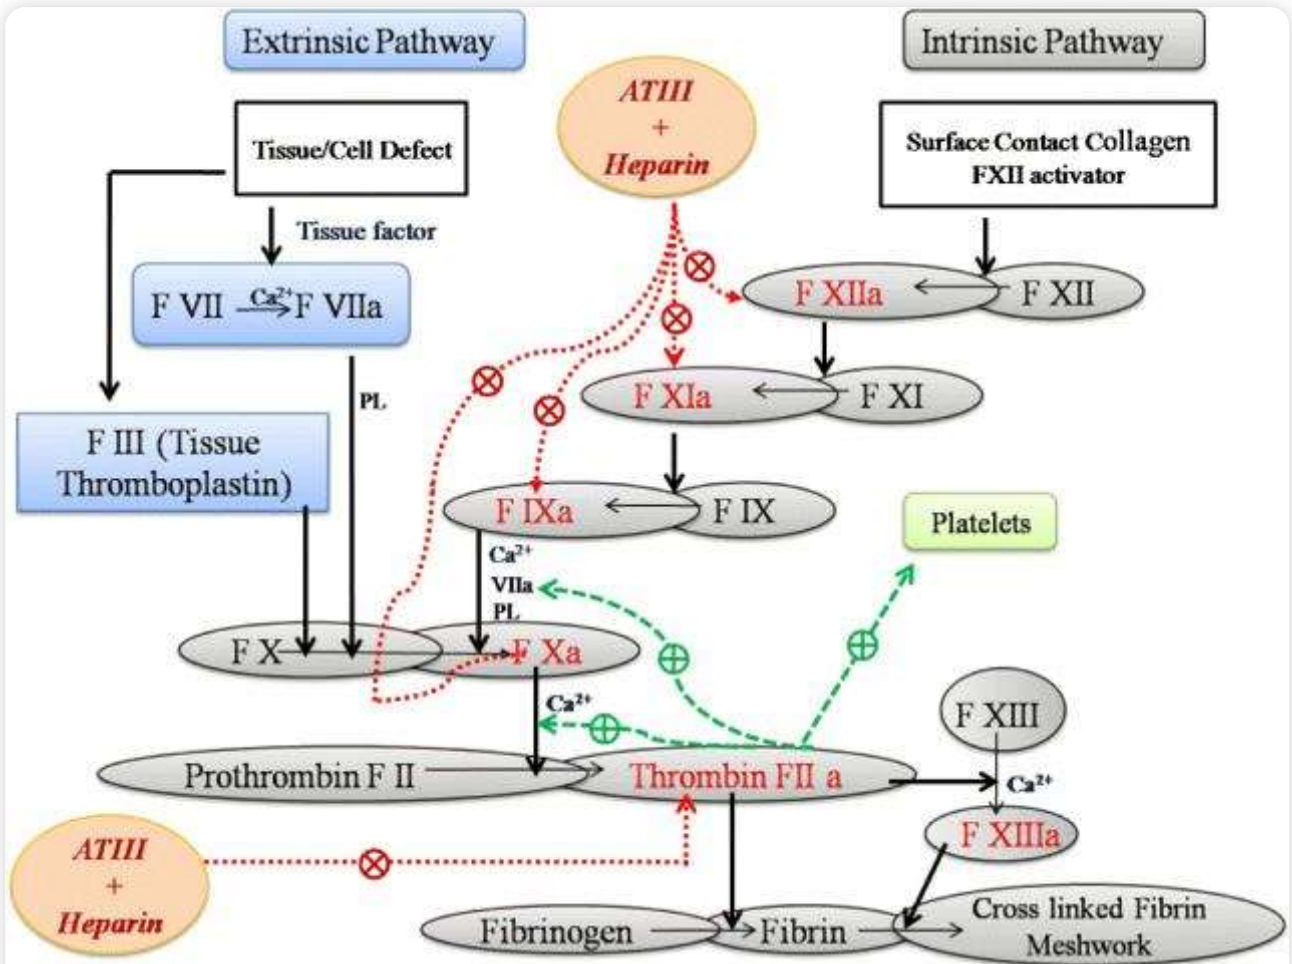 Extrinsic Pathway
Intrinsic Pathway
ATIII
+
Heparin
Tissue/Cell Defect
Surface Contact Collagen
FXII activator
Tissue factor
F VII Ca²⁺ F VIIa
F XIIa
F XII
PL
F XIa
F XI
F III (Tissue
Thromboplastin)
F IXa
F IX
Platelets
Ca²⁺
VIIa
PL
F X
F Xa
Ca²⁺
F XIII
Prothrombin F II
Thrombin FII a
Ca²⁺
F XIIIa
ATIII
+
Heparin
Fibrinogen
Fibrin
Cross linked Fibrin
Meshwork